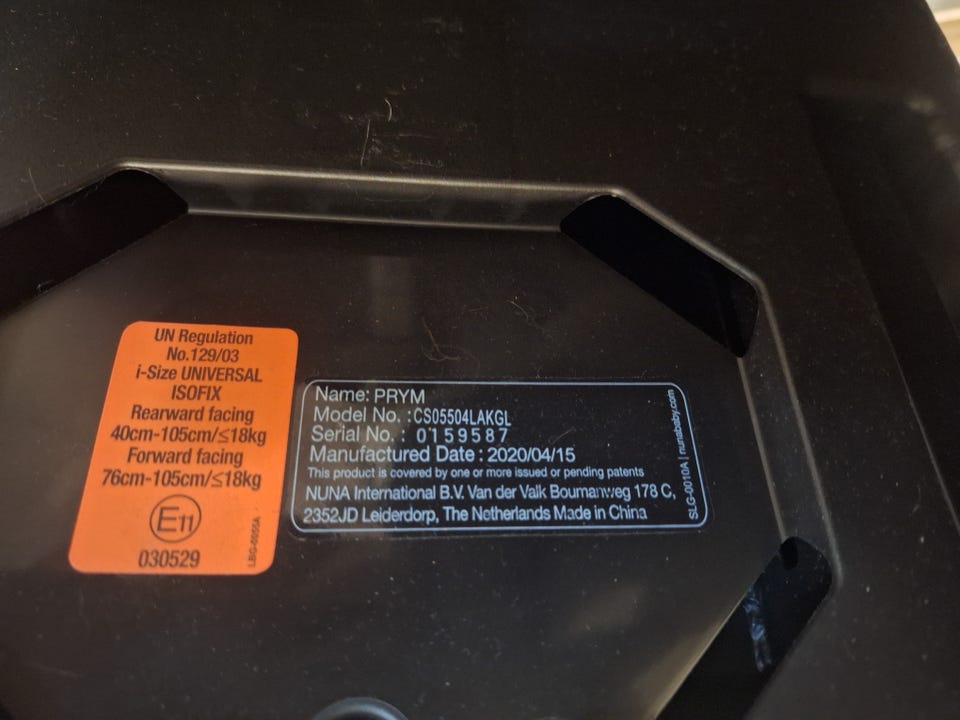 UN Regulation
No.129/03
i-Size UNIVERSAL
ISOFIX
Rearward facing
40cm-105cm/≤18kg
Forward facing
76cm-105cm/≤18kg
E11
030529
LBG-0055A
Name: PRYM
Model No. :CS05504LAKGL
Serial No. : 0159587
Manufactured Date : 2020/04/15
This product is covered by one or more issued or pending patents
NUNA International B.V. Van der Valk Boumanweg 178 C,
2352JD Leiderdorp, The Netherlands Made in China
SLG-0010A | nunababy.com